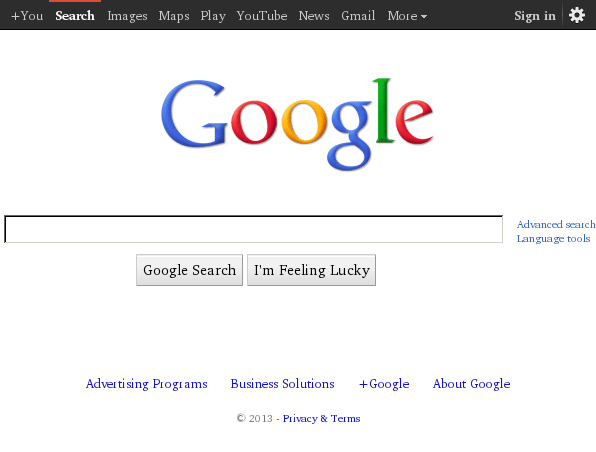 +You Search Images Maps Play YouTube News Gmail More Sign in
Google
Advanced search
Language tools
Google Search I'm Feeling Lucky
Advertising Programs Business Solutions +Google About Google
© 2013 - Privacy & Terms